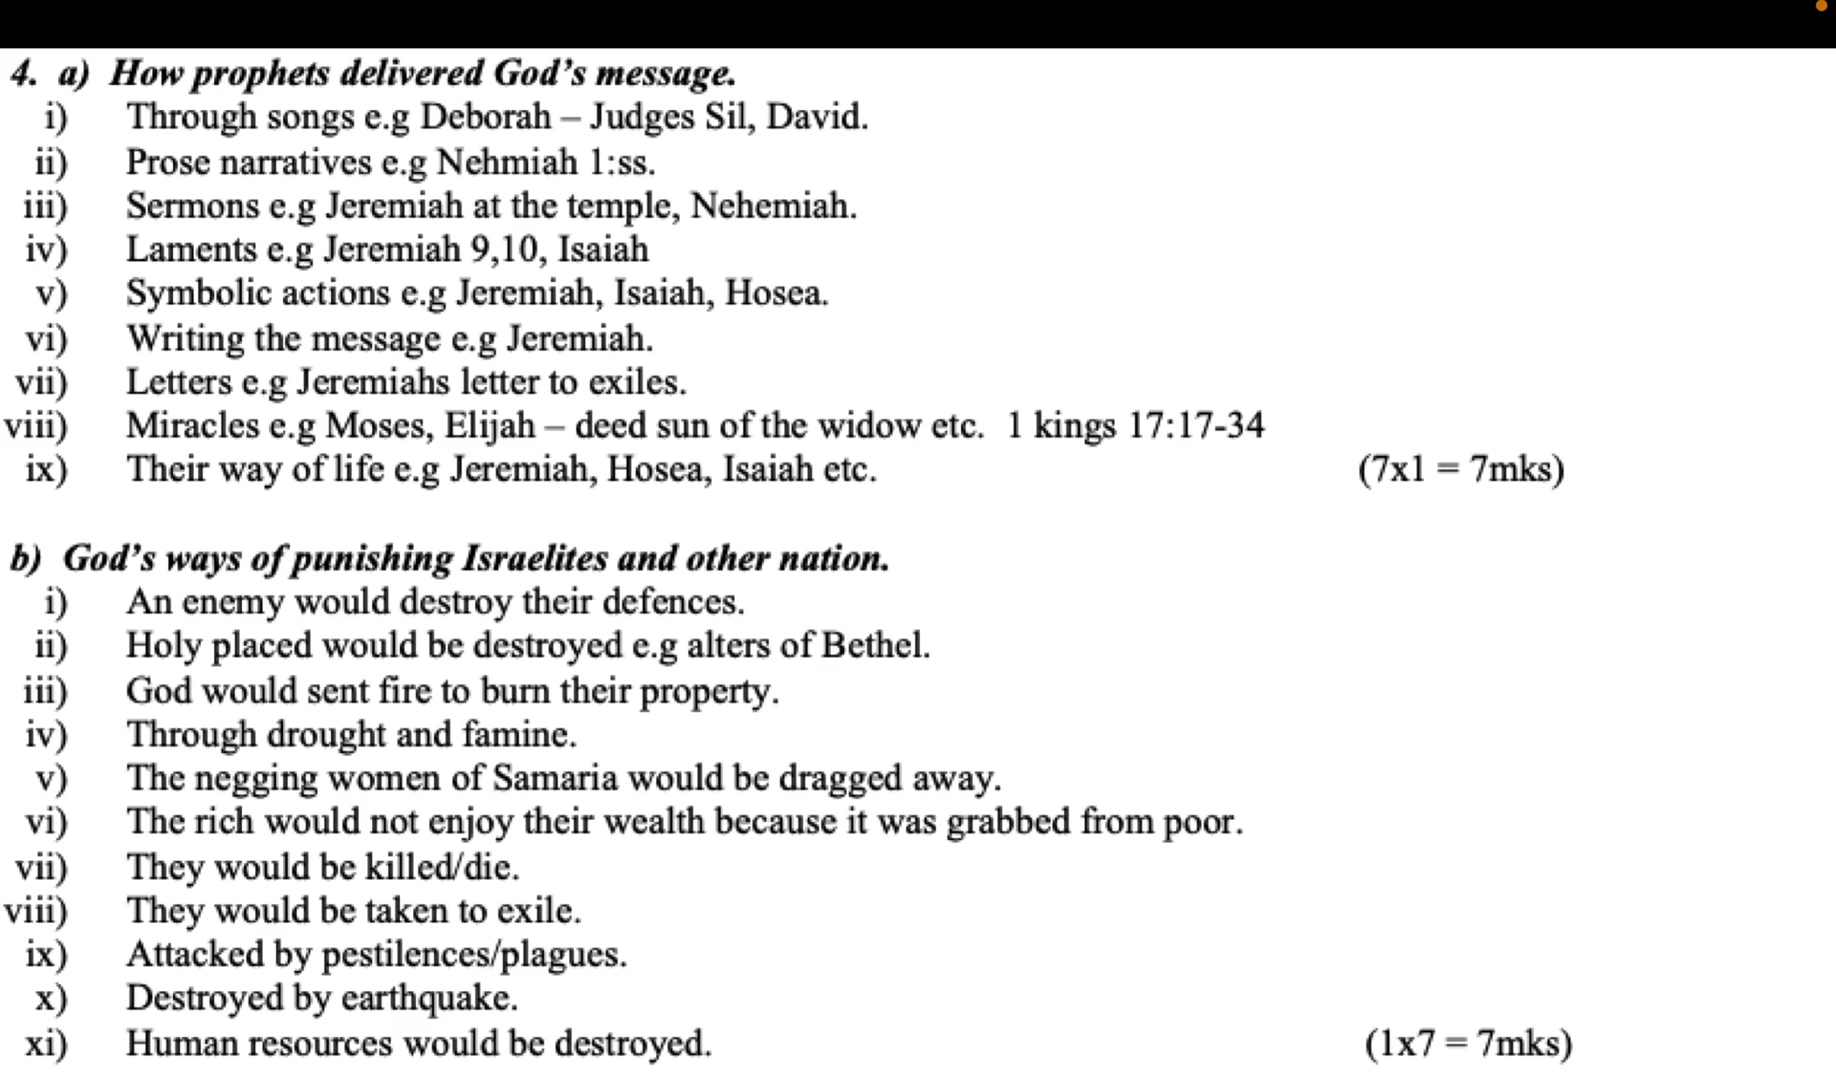 4. a) How prophets delivered God's message.
i) Through songs e.g Deborah – Judges Sil, David.
ii) Prose narratives e.g Nehmiah 1:ss.
iii) Sermons e.g Jeremiah at the temple, Nehemiah.
iv) Laments e.g Jeremiah 9,10, Isaiah
v) Symbolic actions e.g Jeremiah, Isaiah, Hosea.
vi) Writing the message e.g Jeremiah.
vii) Letters e.g Jeremiahs letter to exiles.
viii) Miracles e.g Moses, Elijah – deed sun of the widow etc. 1 kings 17:17-34
ix) Their way of life e.g Jeremiah, Hosea, Isaiah etc. (7x1 = 7mks)
b) God's ways of punishing Israelites and other nation.
i) An enemy would destroy their defences.
ii) Holy placed would be destroyed e.g alters of Bethel.
iii) God would sent fire to burn their property.
iv) Through drought and famine.
v) The negging women of Samaria would be dragged away.
vi) The rich would not enjoy their wealth because it was grabbed from poor.
vii) They would be killed/die.
viii) They would be taken to exile.
ix) Attacked by pestilences/plagues.
x) Destroyed by earthquake.
xi) Human resources would be destroyed. (1x7 = 7mks)